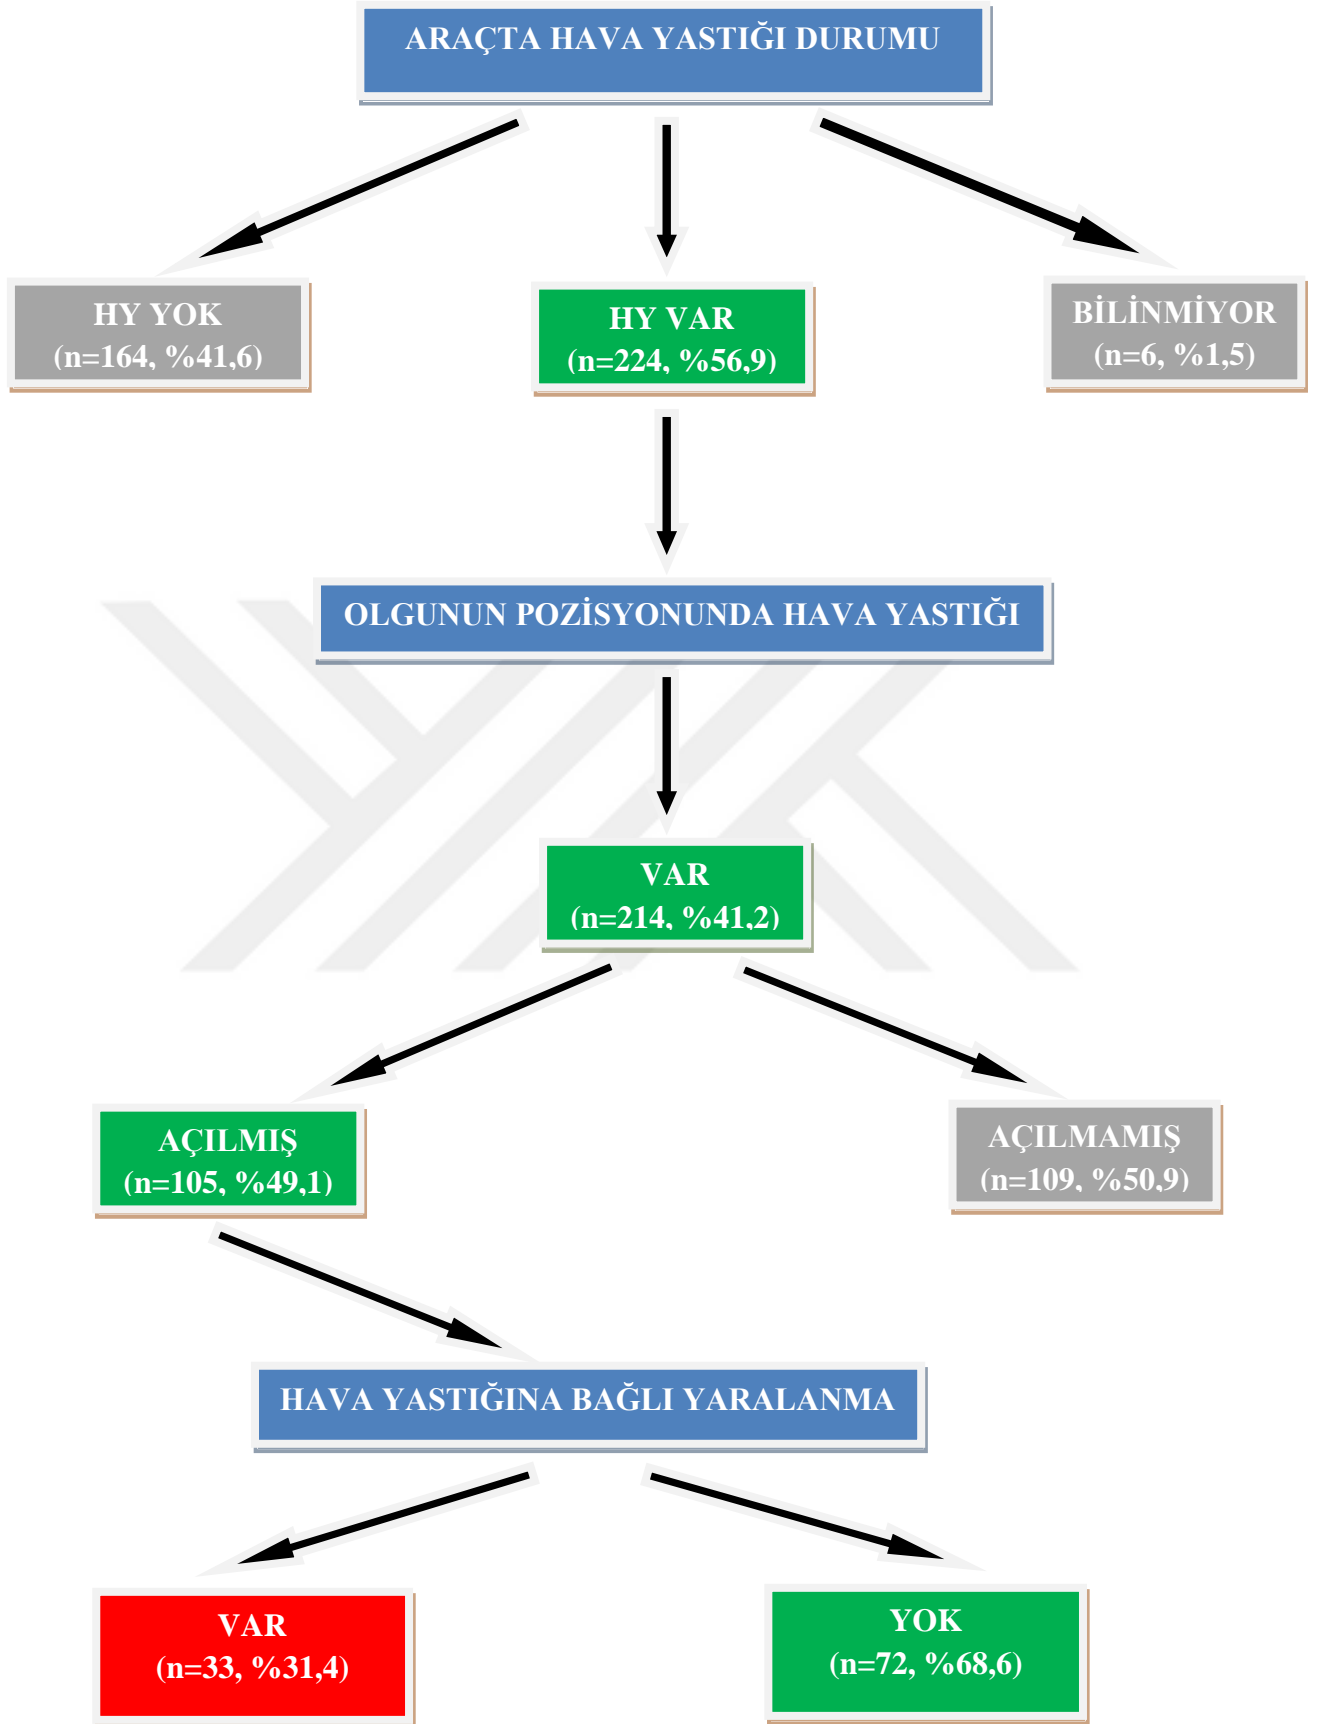 ARAÇTA HAVA YASTIĞI DURUMU
HY YOK
(n=164, %41,6)
HY VAR
(n=224, %56,9)
BİLİNMİYOR
(n=6, %1,5)
OLGUNUN POZİSYONUNDA HAVA YASTIĞI
VAR
(n=214, %41,2)
AÇILMIŞ
(n=105, %49,1)
AÇILMAMIŞ
(n=109, %50,9)
HAVA YASTIĞINA BAĞLI YARALANMA
VAR
(n=33, %31,4)
YOK
(n=72, %68,6)